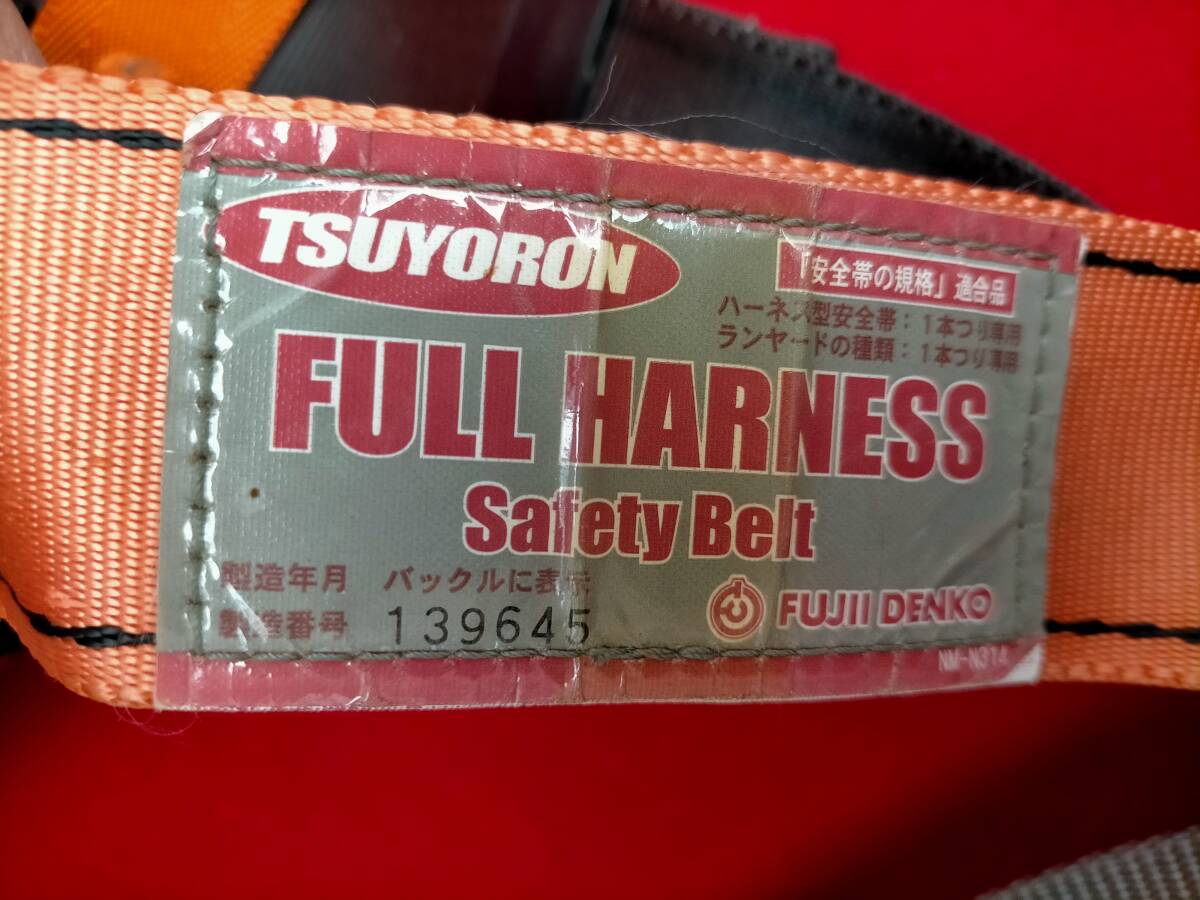 TSUYORON
「安全帯の規格」適合品
ハーネス型安全帯：1本つり専用
ランヤードの種類：1本つり専用
FULL HARNESS
Safety Belt
製造年月 バックルに表示
製造番号 139645
FUJII DENKO
NM-N314